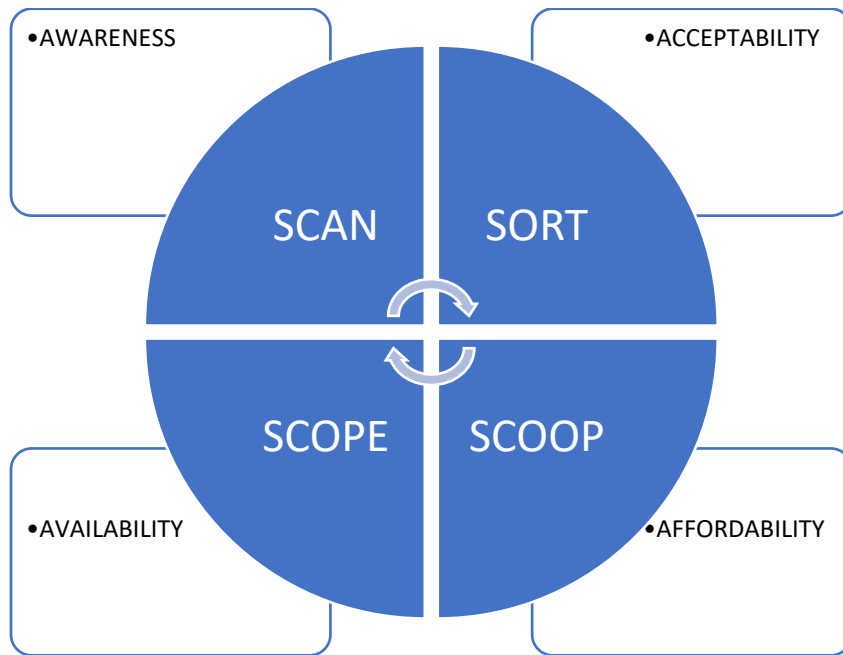 •AWARENESS
•ACCEPTABILITY
SCAN
SORT
SCOPE
SCOOP
•AVAILABILITY
•AFFORDABILITY